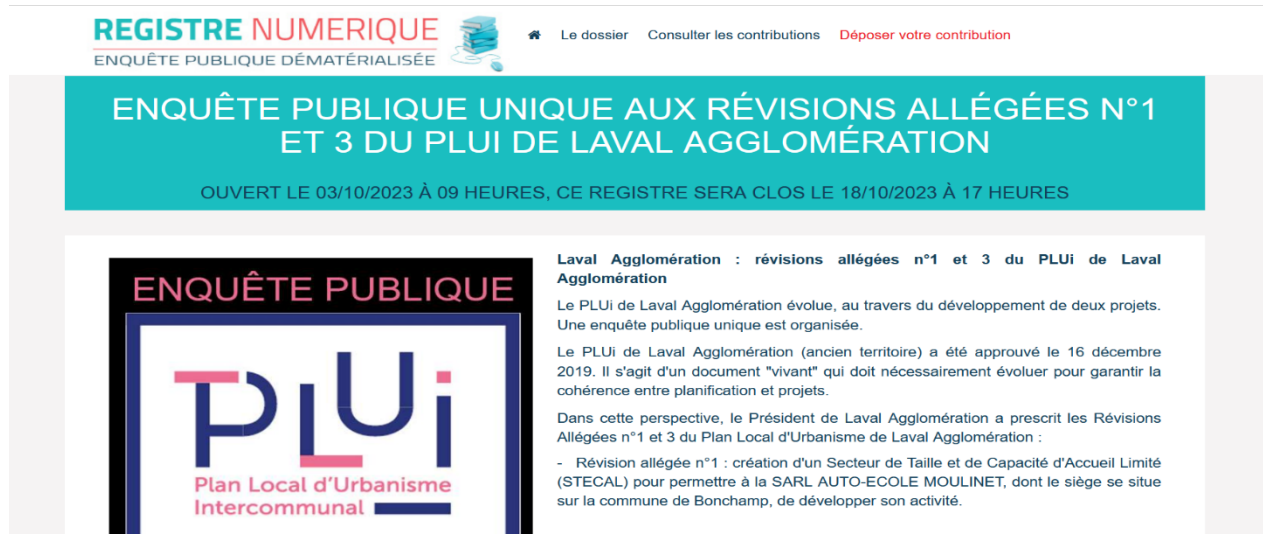 REGISTRE NUMERIQUE
ENQUÊTE PUBLIQUE DÉMATÉRIALISÉE
Le dossier Consulter les contributions Déposer votre contribution
ENQUÊTE PUBLIQUE UNIQUE AUX RÉVISIONS ALLÉGÉES N°1
ET 3 DU PLUI DE LAVAL AGGLOMÉRATION
OUVERT LE 03/10/2023 À 09 HEURES, CE REGISTRE SERA CLOS LE 18/10/2023 À 17 HEURES
ENQUÊTE PUBLIQUE
PLUi
Plan Local d'Urbanisme
Intercommunal
Laval Agglomération : révisions allégées n°1 et 3 du PLUi de Laval
Agglomération
Le PLUi de Laval Agglomération évolue, au travers du développement de deux projets.
Une enquête publique unique est organisée.
Le PLUi de Laval Agglomération (ancien territoire) a été approuvé le 16 décembre
2019. Il s'agit d'un document "vivant" qui doit nécessairement évoluer pour garantir la
cohérence entre planification et projets.
Dans cette perspective, le Président de Laval Agglomération a prescrit les Révisions
Allégées n°1 et 3 du Plan Local d'Urbanisme de Laval Agglomération :
- Révision allégée n°1 : création d'un Secteur de Taille et de Capacité d'Accueil Limité
(STECAL) pour permettre à la SARL AUTO-ECOLE MOULINET, dont le siège se situe
sur la commune de Bonchamp, de développer son activité.